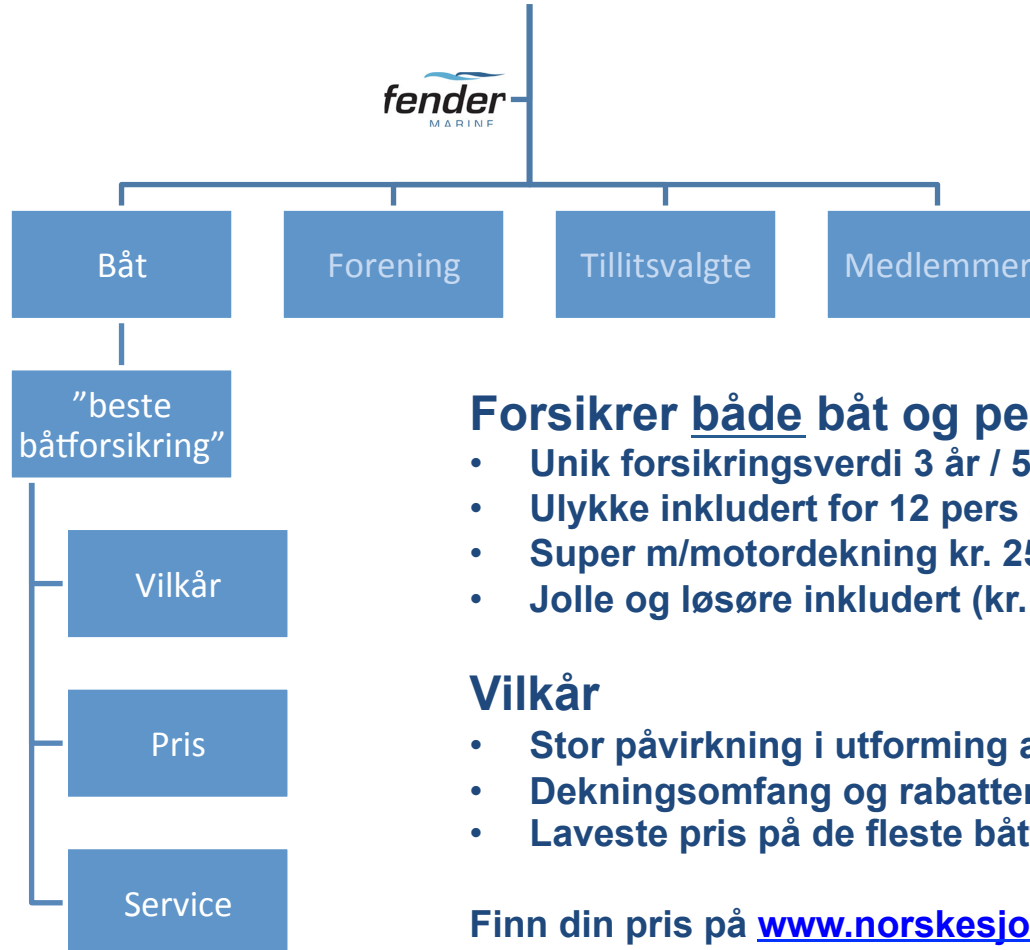 fender
MARINE
Båt
Forening
Tillitsvalgte
Medlemmer
”beste
båtforsikring”
Vilkår
Pris
Service
Forsikrer både båt og pe
• Unik forsikringsverdi 3 år / 5
• Ulykke inkludert for 12 pers
• Super m/motordekning kr. 25
• Jolle og løsøre inkludert (kr.
Vilkår
• Stor påvirkning i utforming a
• Dekningsomfang og rabatter
• Laveste pris på de fleste båt
Finn din pris på www.norskesjo